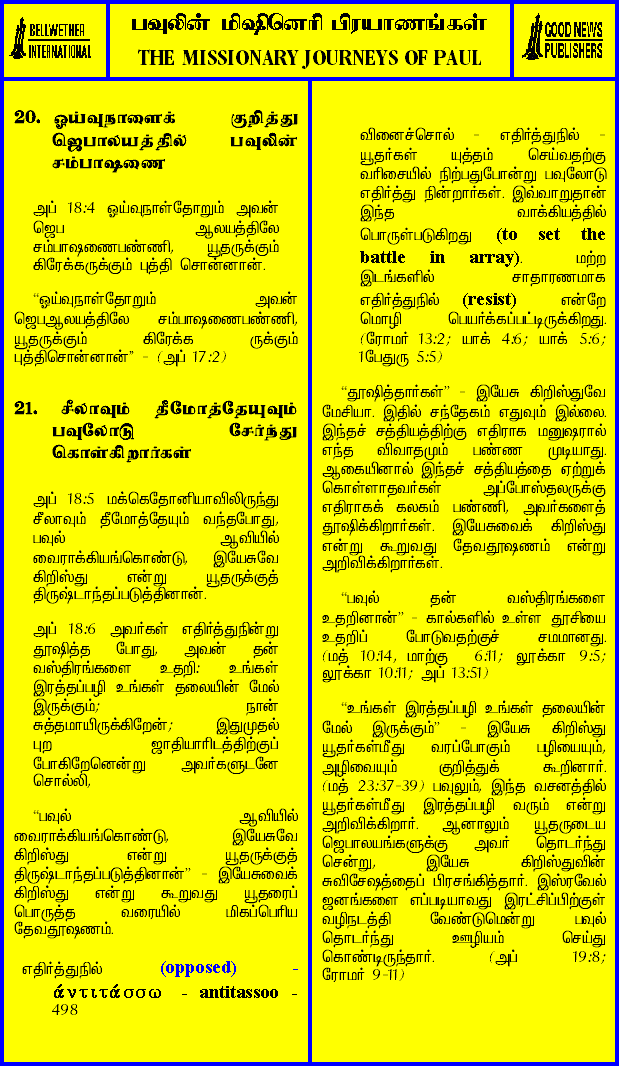 BELLWETHER
INTERNATIONAL
பவுலின் மிஷினெரி பிரயாணங்கள்
THE MISSIONARY JOURNEYS OF PAUL
GOOD NEWS
PUBLISHERS
20. ஓய்வுநாளைக் குறித்து
ஜெபாலயத்தில் பவுலின்
சம்பாஷணை
அப் 18:4 ஓய்வுநாள்தோறும் அவன்
ஜெப ஆலயத்திலே
சம்பாஷணைபண்ணி, யூதருக்கும்
கிரேக்கருக்கும் புத்தி சொன்னான்.
“ஓய்வுநாள்தோறும் அவன்
ஜெபஆலயத்திலே சம்பாஷணைபண்ணி,
யூதருக்கும் கிரேக்க ருக்கும்
புத்திசொன்னான்” - (அப் 17:2)
21. சீலாவும் தீமோத்தேயுவும்
பவுலோடு சேர்ந்து
கொள்கிறார்கள்
அப் 18:5 மக்கெதோனியாவிலிருந்து
சீலாவும் தீமோத்தேயும் வந்தபோது,
பவுல் ஆவியில்
வைராக்கியங்கொண்டு, இயேசுவே
கிறிஸ்து என்று யூதருக்குத்
திருஷ்டாந்தப்படுத்தினான்.
அப் 18:6 அவர்கள் எதிர்த்துநின்று
தூஷித்த போது, அவன் தன்
வஸ்திரங்களை உதறி: உங்கள்
இரத்தப்பழி உங்கள் தலையின் மேல்
இருக்கும்; நான்
சுத்தமாயிருக்கிறேன்; இதுமுதல்
புற ஜாதியாரிடத்திற்குப்
போகிறேனென்று அவர்களுடனே
சொல்லி,
“பவுல் ஆவியில்
வைராக்கியங்கொண்டு, இயேசுவே
கிறிஸ்து என்று யூதருக்குத்
திருஷ்டாந்தப்படுத்தினான்” - இயேசுவைக்
கிறிஸ்து என்று கூறுவது யூதரைப்
பொருத்த வரையில் மிகப்பெரிய
தேவதூஷணம்.
எதிர்த்துநில் (opposed) -
άντιτάσσω - antitassoo -
498
வினைச்சொல் - எதிர்த்துநில் -
யூதர்கள் யுத்தம் செய்வதற்கு
வரிசையில் நிற்பதுபோன்று பவுலோடு
எதிர்த்து நின்றார்கள். இவ்வாறுதான்
இந்த வாக்கியத்தில்
பொருள்படுகிறது (to set the
battle in array). மற்ற
இடங்களில் சாதாரணமாக
எதிர்த்துநில் (resist) என்றே
மொழி பெயர்க்கப்பட்டிருக்கிறது.
(ரோமர் 13:2; யாக் 4:6; யாக் 5:6;
1பேதுரு 5:5)
“தூஷித்தார்கள்” - இயேசு கிறிஸ்துவே
மேசியா. இதில் சந்தேகம் எதுவும் இல்லை.
இந்தச் சத்தியத்திற்கு எதிராக மனுஷரால்
எந்த விவாதமும் பண்ண முடியாது.
ஆகையினால் இந்தச் சத்தியத்தை ஏற்றுக்
கொள்ளாதவர்கள் அப்போஸ்தலருக்கு
எதிராகக் கலகம் பண்ணி, அவர்களைத்
தூஷிக்கிறார்கள். இயேசுவைக் கிறிஸ்து
என்று கூறுவது தேவதூஷணம் என்று
அறிவிக்கிறார்கள்.
“பவுல் தன் வஸ்திரங்களை
உதறினான்” - கால்களில் உள்ள தூசியை
உதறிப் போடுவதற்குச் சமமானது.
(மத் 10:14, மாற்கு 6:11; லூக்கா 9:5;
லூக்கா 10:11; அப் 13:51)
“உங்கள் இரத்தப்பழி உங்கள் தலையின்
மேல் இருக்கும்” - இயேசு கிறிஸ்து
யூதர்கள்மீது வரப்போகும் பழியையும்,
அழிவையும் குறித்துக் கூறினார்.
(மத் 23:37-39) பவுலும், இந்த வசனத்தில்
யூதர்கள்மீது இரத்தப்பழி வரும் என்று
அறிவிக்கிறார். ஆனாலும் யூதருடைய
ஜெபாலயங்களுக்கு அவர் தொடர்ந்து
சென்று, இயேசு கிறிஸ்துவின்
சுவிசேஷத்தைப் பிரசங்கித்தார். இஸ்ரவேல்
ஜனங்களை எப்படியாவது இரட்சிப்பிற்குள்
வழிநடத்தி வேண்டுமென்று பவுல்
தொடர்ந்து ஊழியம் செய்து
கொண்டிருந்தார். (அப் 19:8;
ரோமர் 9-11)